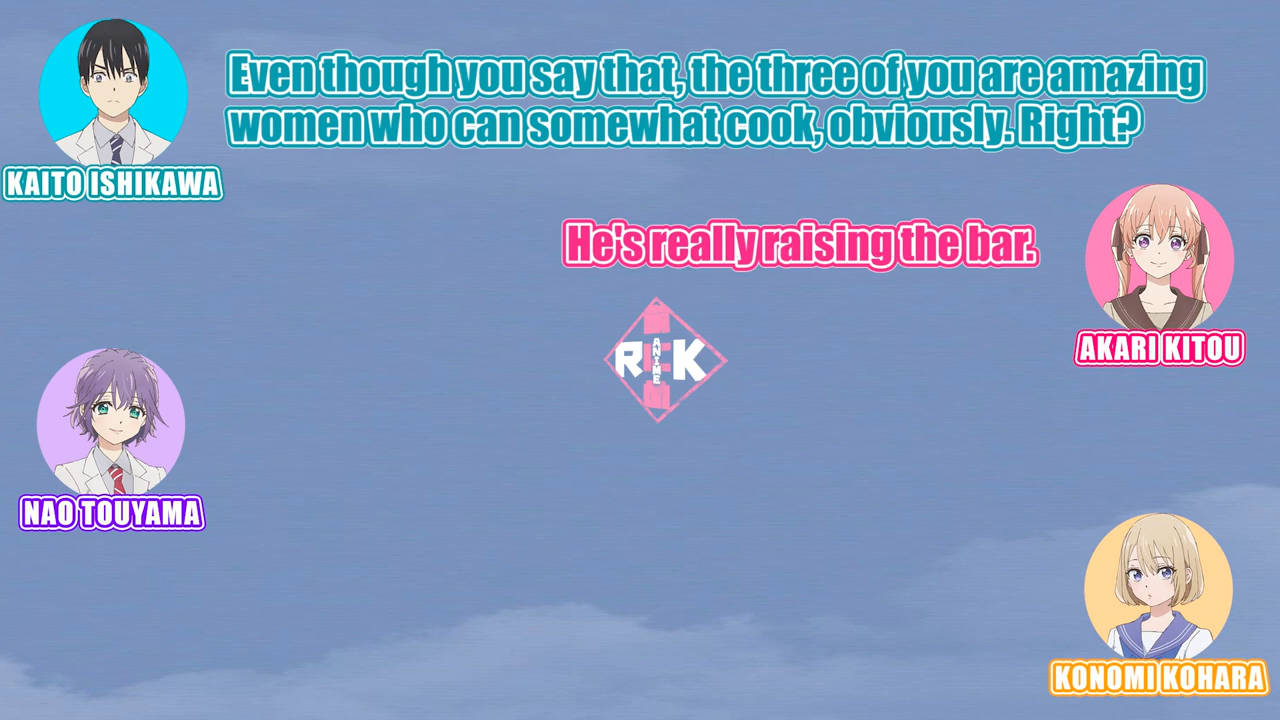 Even though you say that, the three of you are amazing
women who can somewhat cook, obviously. Right?
KAITO ISHIKAWA
He's really raising the bar.
AKARI KITOU
R ANIME K
NAO TOUYAMA
KONOMI KOHARA